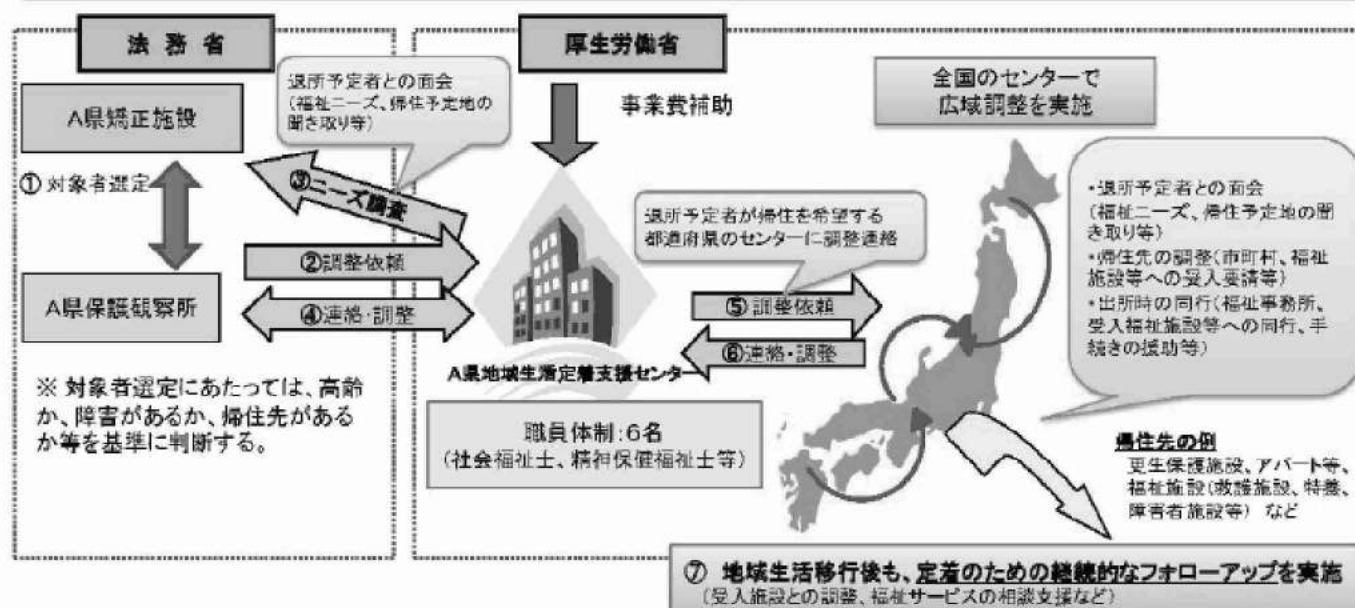 法務省
厚生労働省
A県矯正施設
退所予定者との面会
(福祉ニーズ、帰住予定地の
聞き取り等)
事業費補助
全国のセンターで
広域調整を実施
①対象者選定
③ニーズ調査
退所予定者が帰住を希望する
都道府県のセンターに調整連絡
・退所予定者との面会
(福祉ニーズ、帰住予定地の聞
き取り等)
・帰住先の調整(市町村、福祉
施設等への受入要請等)
・出所時の同行(福祉事務所、
受入福祉施設等への同行、手
続きの援助等)
②調整依頼
A県保護観察所
④連絡・調整
⑤調整依頼
⑥連絡・調整
A県地域生活定着支援センター
※ 対象者選定にあたっては、高齢
か、障害があるか、帰住先がある
か等を基準に判断する。
職員体制:6名
(社会福祉士、精神保健福祉士等)
帰住先の例
更生保護施設、アパート等、
福祉施設(救護施設、特養、
障害者施設等) など
⑦ 地域生活移行後も、定着のための継続的なフォローアップを実施
(受入施設との調整、福祉サービスの相談支援など)